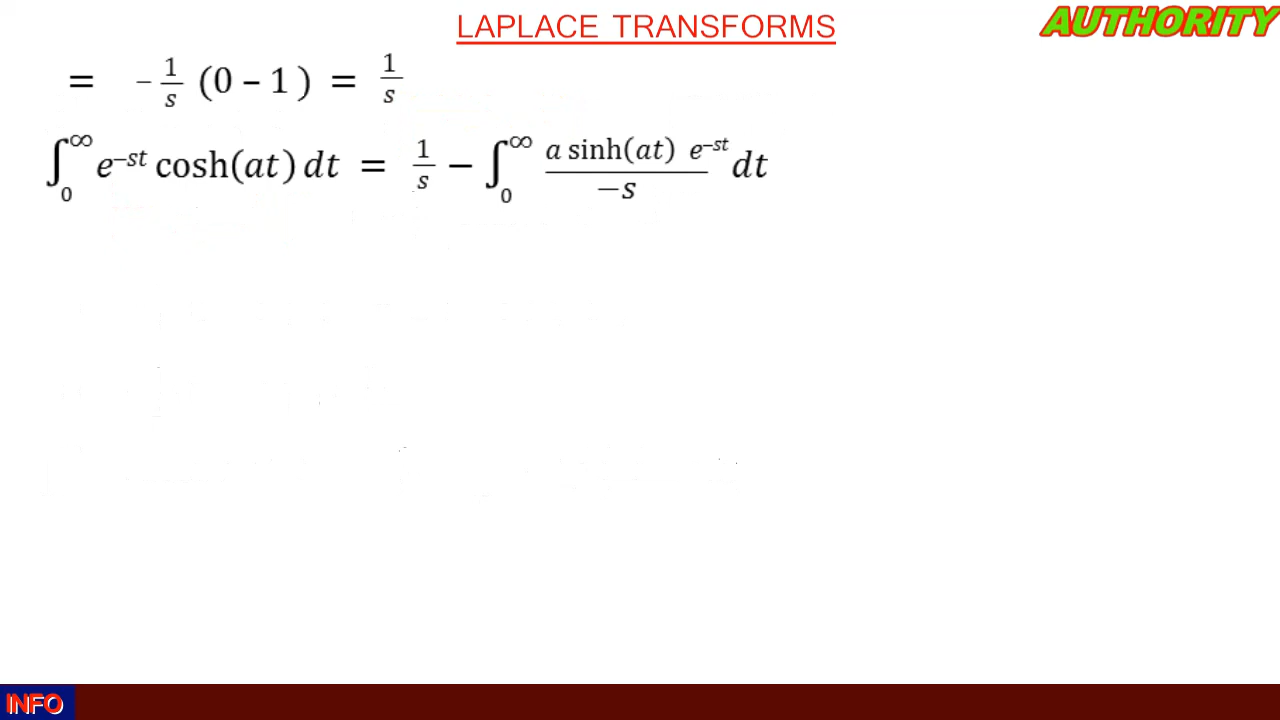 LAPLACE TRANSFORMS
AUTHORITY
= − 1/s (0 − 1) = 1/s
∫₀^∞ e^(−st) cosh(at) dt = 1/s − ∫₀^∞ (a sinh(at) e^(−st))/(−s) dt
INFO